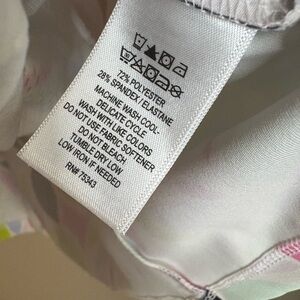 72% POLYESTER
28% SPANDEX/ ELASTANE
MACHINE WASH COOL-
DELICATE CYCLE
WASH WITH LIKE COLORS
DO NOT USE FABRIC SOFTENER
DO NOT BLEACH
TUMBLE DRY LOW
LOW IRON IF NEEDED
RN# 75343